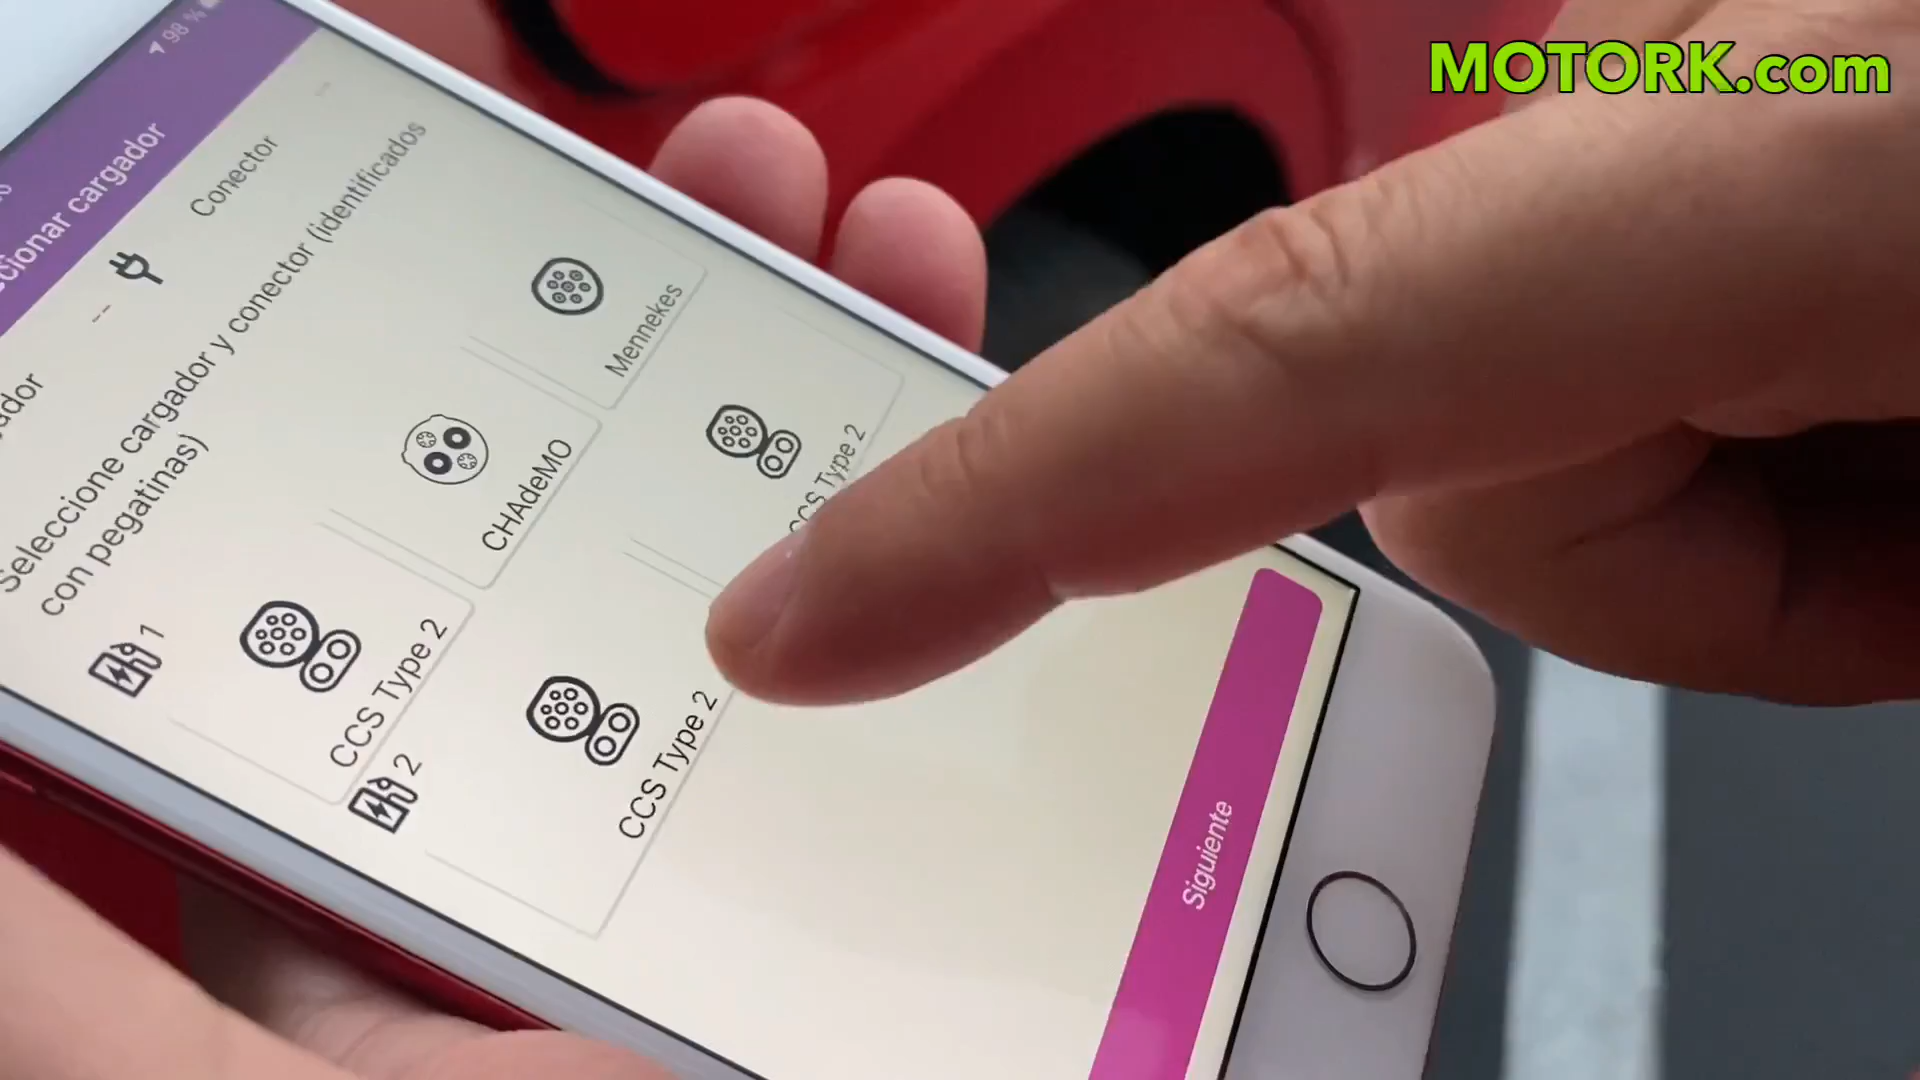 MOTORK.com
98 %
cionar cargador
ador
Conector
--
Seleccione cargador y conector (identificados
con pegatinas)
1
CCS Type 2
CHAdeMO
Mennekes
2
CCS Type 2
CCS Type 2
Siguiente